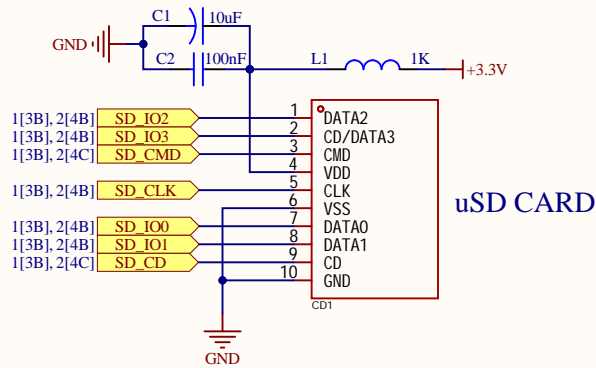 C1 10uF
GND
C2 100nF L1 1K +3.3V
1[3B], 2[4B] SD_IO2 1 DATA2
1[3B], 2[4B] SD_IO3 2 CD/DATA3
1[3B], 2[4C] SD_CMD 3 CMD
4 VDD
1[3B], 2[4B] SD_CLK 5 CLK
6 VSS
uSD CARD
1[3B], 2[4B] SD_IO0 7 DATA0
1[3B], 2[4B] SD_IO1 8 DATA1
1[3B], 2[4C] SD_CD 9 CD
10 GND
CD1
GND